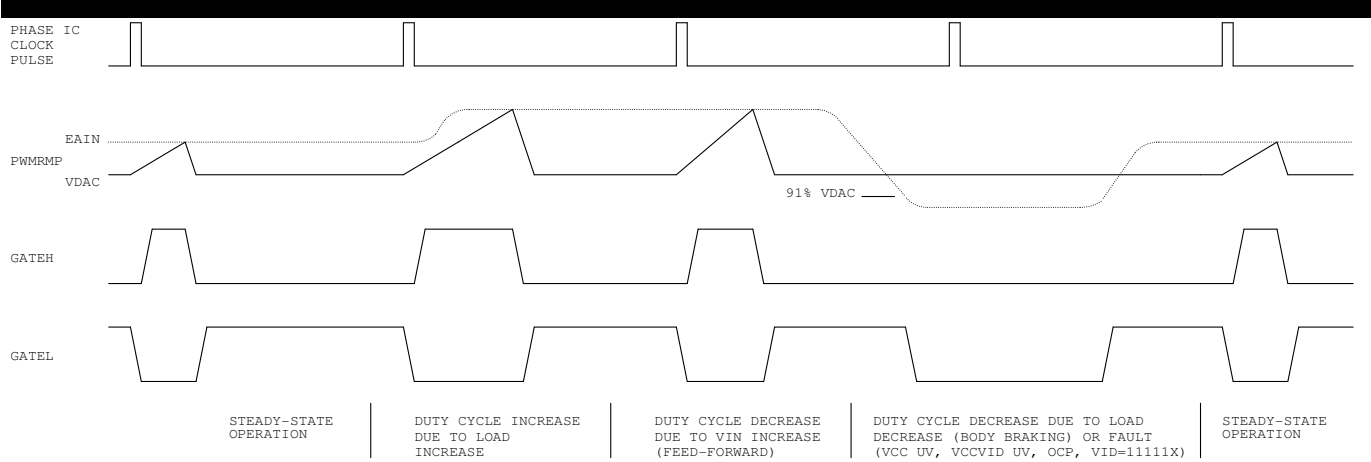 PHASE IC
CLOCK
PULSE
EAIN
PWMRMP
VDAC
91% VDAC
GATEH
GATEL
STEADY-STATE
OPERATION
DUTY CYCLE INCREASE
DUE TO LOAD
INCREASE
DUTY CYCLE DECREASE
DUE TO VIN INCREASE
(FEED-FORWARD)
DUTY CYCLE DECREASE DUE TO LOAD
DECREASE (BODY BRAKING) OR FAULT
(VCC UV, VCCVID UV, OCP, VID=11111X)
STEADY-STATE
OPERATION